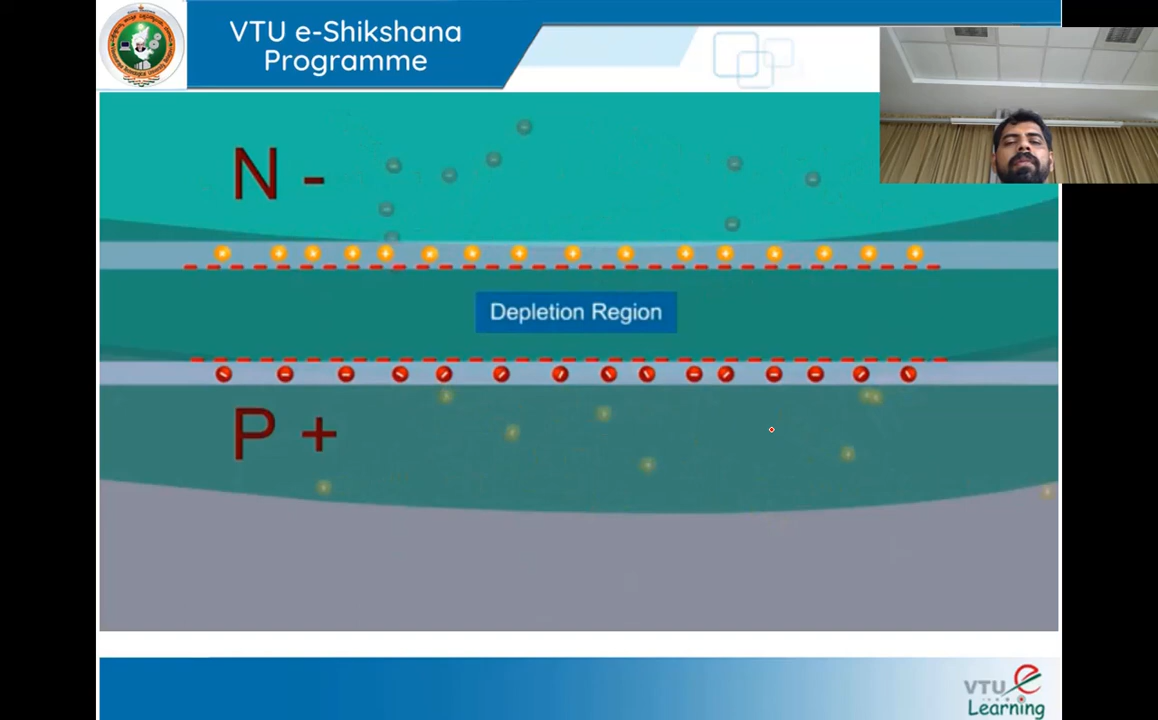 VTU e-Shikshana
Programme
N -
Depletion Region
P +
VTU e
Learning